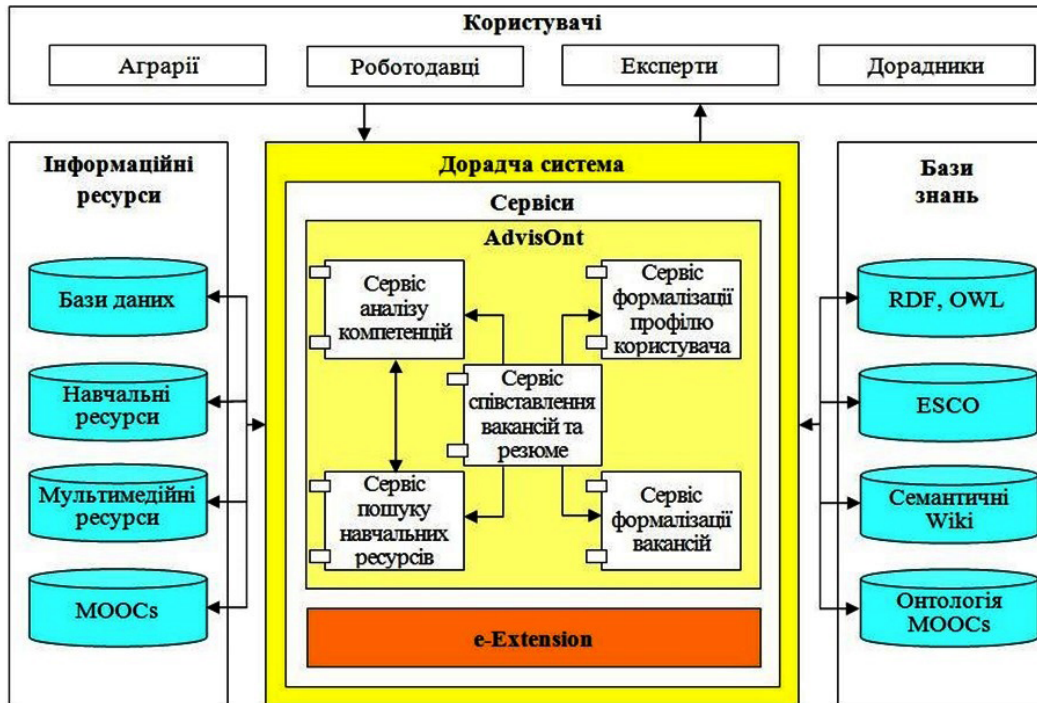 Користувачі
Аграрії
Роботодавці
Експерти
Дорадники
Інформаційні
ресурси
Бази даних
Навчальні
ресурси
Мультимедійні
ресурси
MOOCs
Дорадча система
Сервіси
AdvisOnt
Сервіс
аналізу
компетенцій
Сервіс
формалізації
профілю
користувача
Сервіс
співставлення
вакансій та
резюме
Сервіс
пошуку
навчальних
ресурсів
Сервіс
формалізації
вакансій
e-Extension
Бази
знань
RDF, OWL
ESCO
Семантичні
Wiki
Онтологія
MOOCs